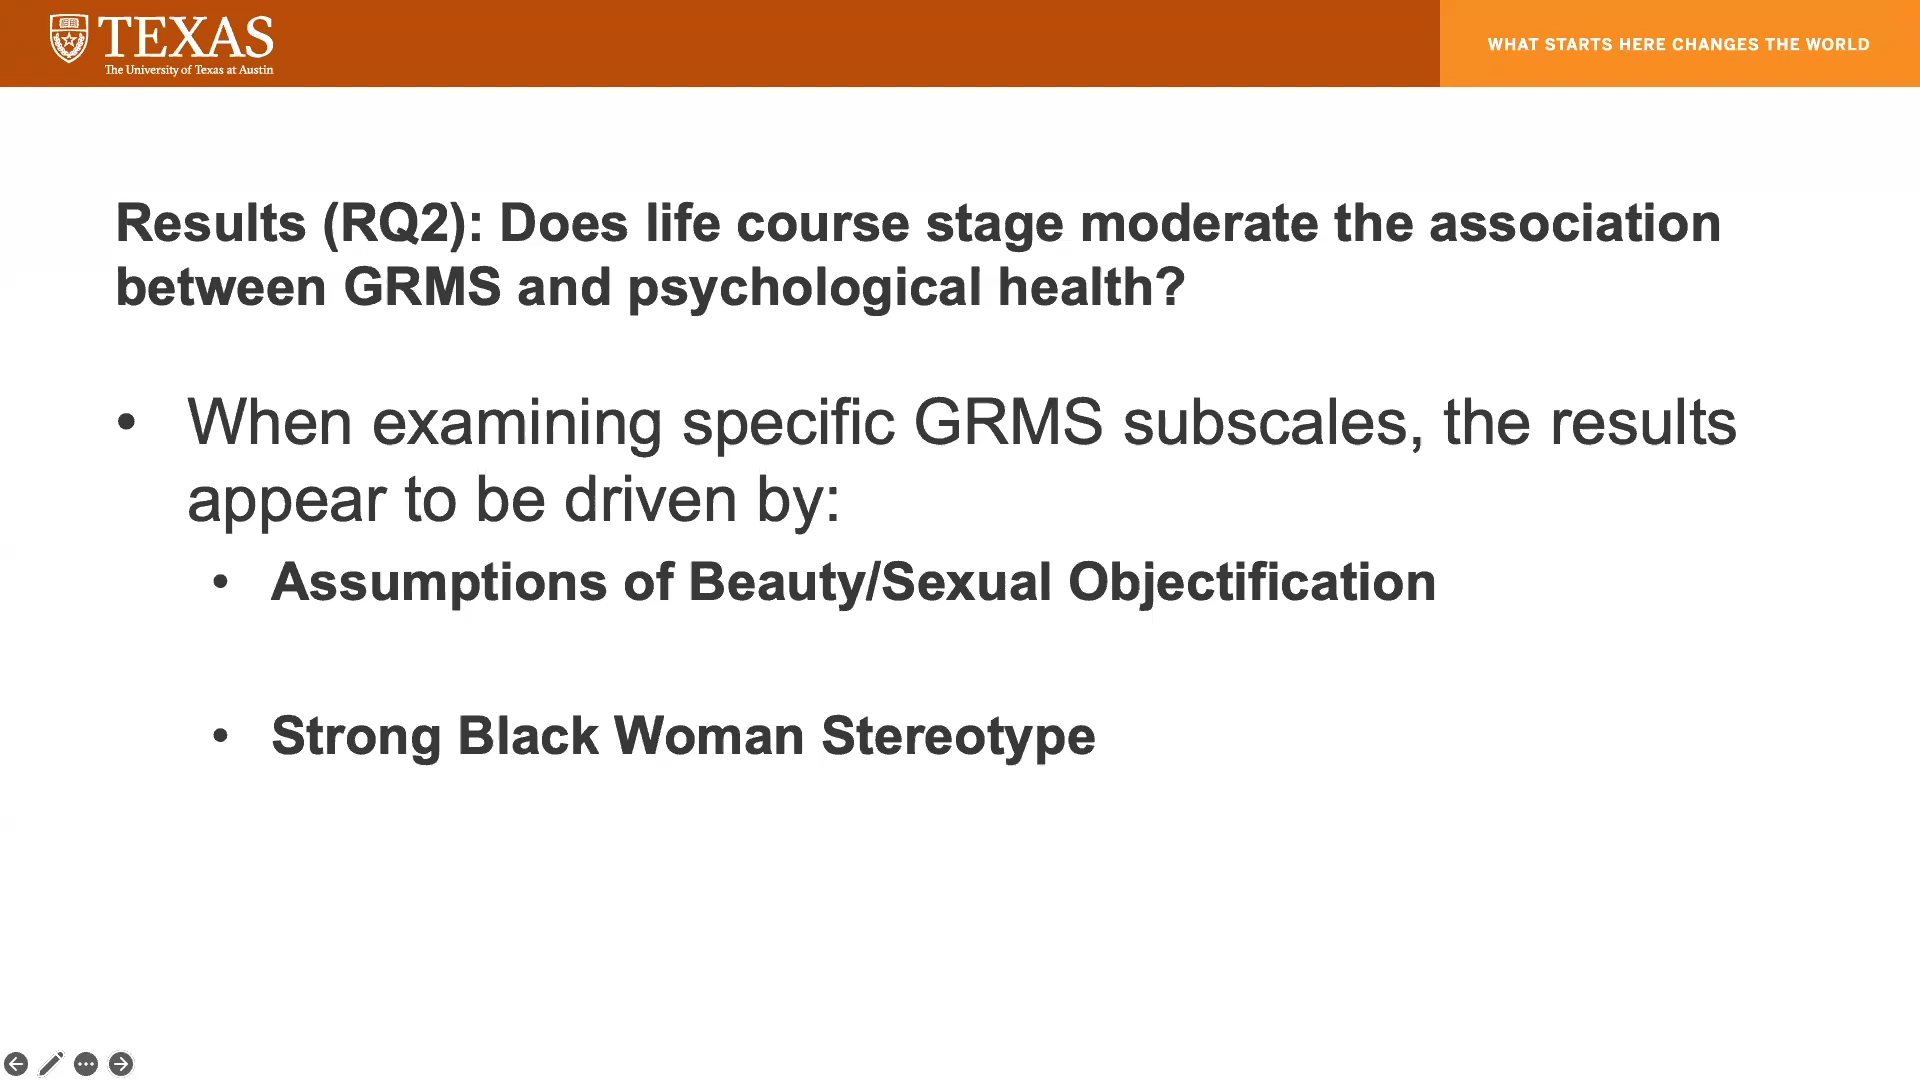 TEXAS
The University of Texas at Austin
WHAT STARTS HERE CHANGES THE WORLD
Results (RQ2): Does life course stage moderate the association
between GRMS and psychological health?
• When examining specific GRMS subscales, the results
appear to be driven by:
• Assumptions of Beauty/Sexual Objectification
• Strong Black Woman Stereotype